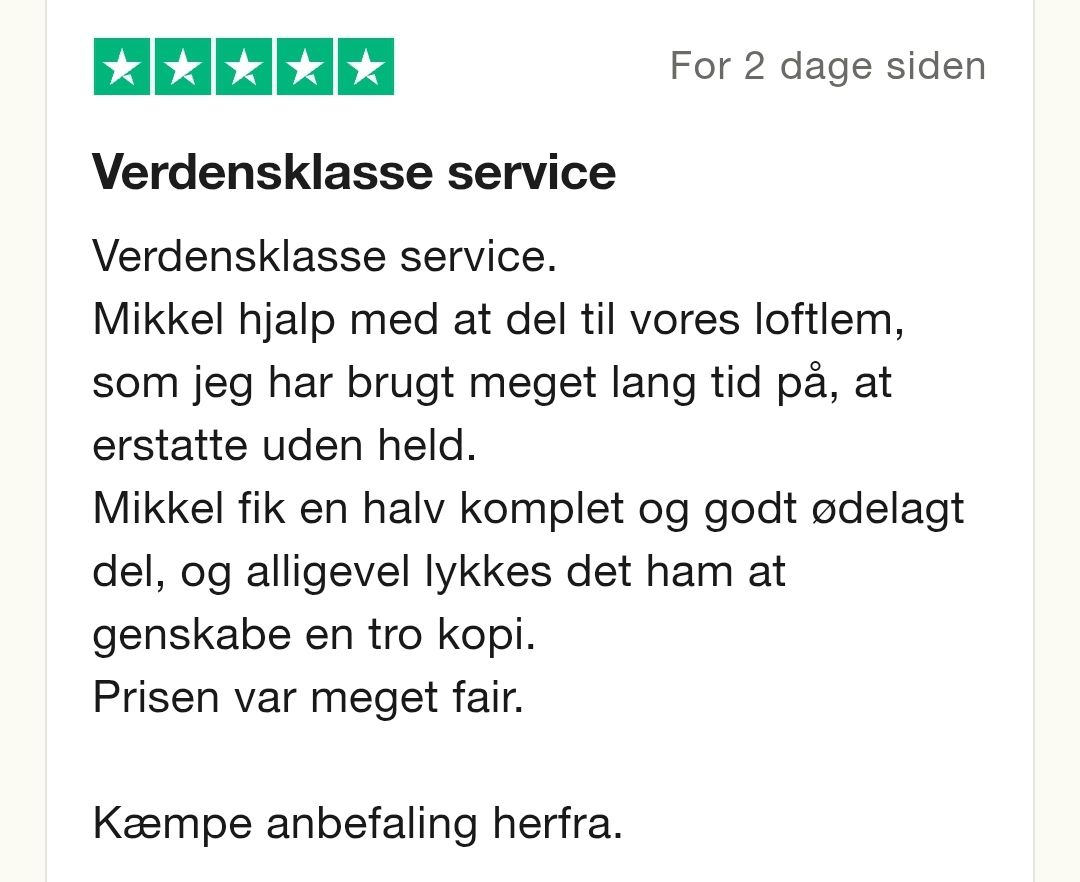 For 2 dage siden
Verdensklasse service
Verdensklasse service.
Mikkel hjalp med at del til vores loftlem,
som jeg har brugt meget lang tid på, at
erstatte uden held.
Mikkel fik en halv komplet og godt ødelagt
del, og alligevel lykkes det ham at
genskabe en tro kopi.
Prisen var meget fair.
Kæmpe anbefaling herfra.